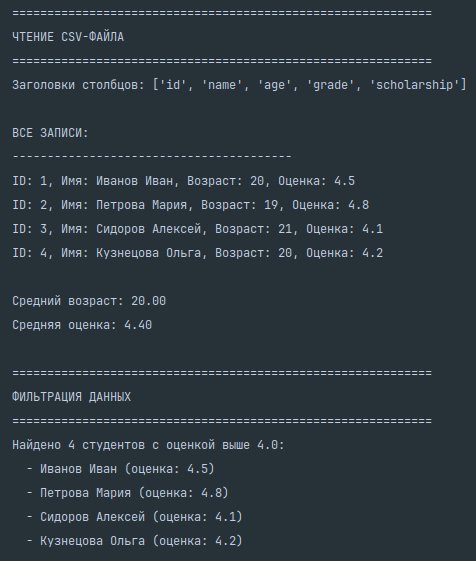 ============================================================
ЧТЕНИЕ CSV-ФАЙЛА
============================================================
Заголовки столбцов: ['id', 'name', 'age', 'grade', 'scholarship']
ВСЕ ЗАПИСИ:
----------------------------------------
ID: 1, Имя: Иванов Иван, Возраст: 20, Оценка: 4.5
ID: 2, Имя: Петрова Мария, Возраст: 19, Оценка: 4.8
ID: 3, Имя: Сидоров Алексей, Возраст: 21, Оценка: 4.1
ID: 4, Имя: Кузнецова Ольга, Возраст: 20, Оценка: 4.2
Средний возраст: 20.00
Средняя оценка: 4.40
============================================================
ФИЛЬТРАЦИЯ ДАННЫХ
============================================================
Найдено 4 студентов с оценкой выше 4.0:
  - Иванов Иван (оценка: 4.5)
  - Петрова Мария (оценка: 4.8)
  - Сидоров Алексей (оценка: 4.1)
  - Кузнецова Ольга (оценка: 4.2)